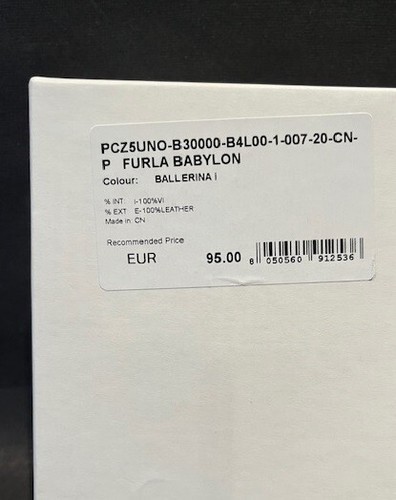 PCZ5UNO-B30000-B4L00-1-007-20-CN-
P FURLA BABYLON
Colour: BALLERINA i
% INT: I-100%VI
% EXT E-100%LEATHER
Made in: CN
Recommended Price
EUR 95.00
8 050560 912536